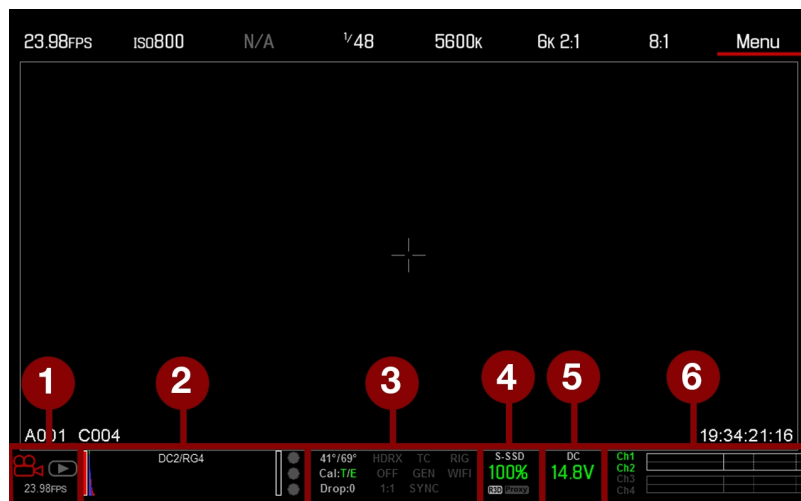 23.98FPS ISO800 N/A 1/48 5600K 6K 2:1 8:1 Menu
1 2 3 4 5 6
A001 C004 19:34:21:16
23.98FPS
DC2/RG4
41°/69° HDRX TC RIG
Cal:T/E OFF GEN WIFI
Drop:0 1:1 SYNC
S-SSD
100%
R3D Proxy
DC
14.8V
Ch1
Ch2
Ch3
Ch4